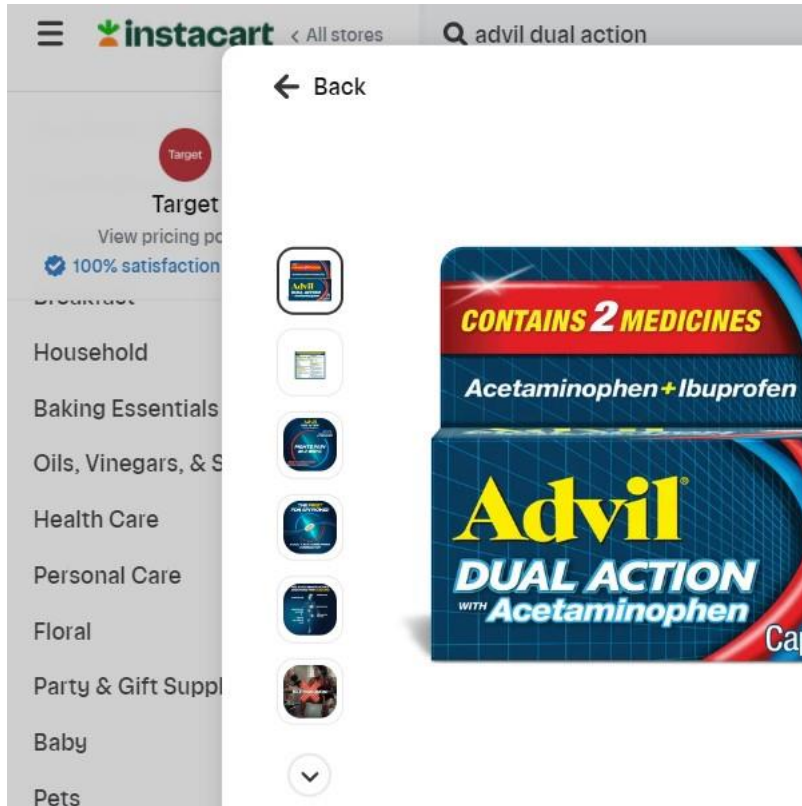 instacart
All stores
advil dual action
Back
Target
Target
View pricing po
100% satisfaction
Household
Baking Essentials
Oils, Vinegars, & S
Health Care
Personal Care
Floral
Party & Gift Suppl
Baby
Pets
CONTAINS 2 MEDICINES
Acetaminophen+Ibuprofen
Advil®
DUAL ACTION
WITH Acetaminophen
Cap